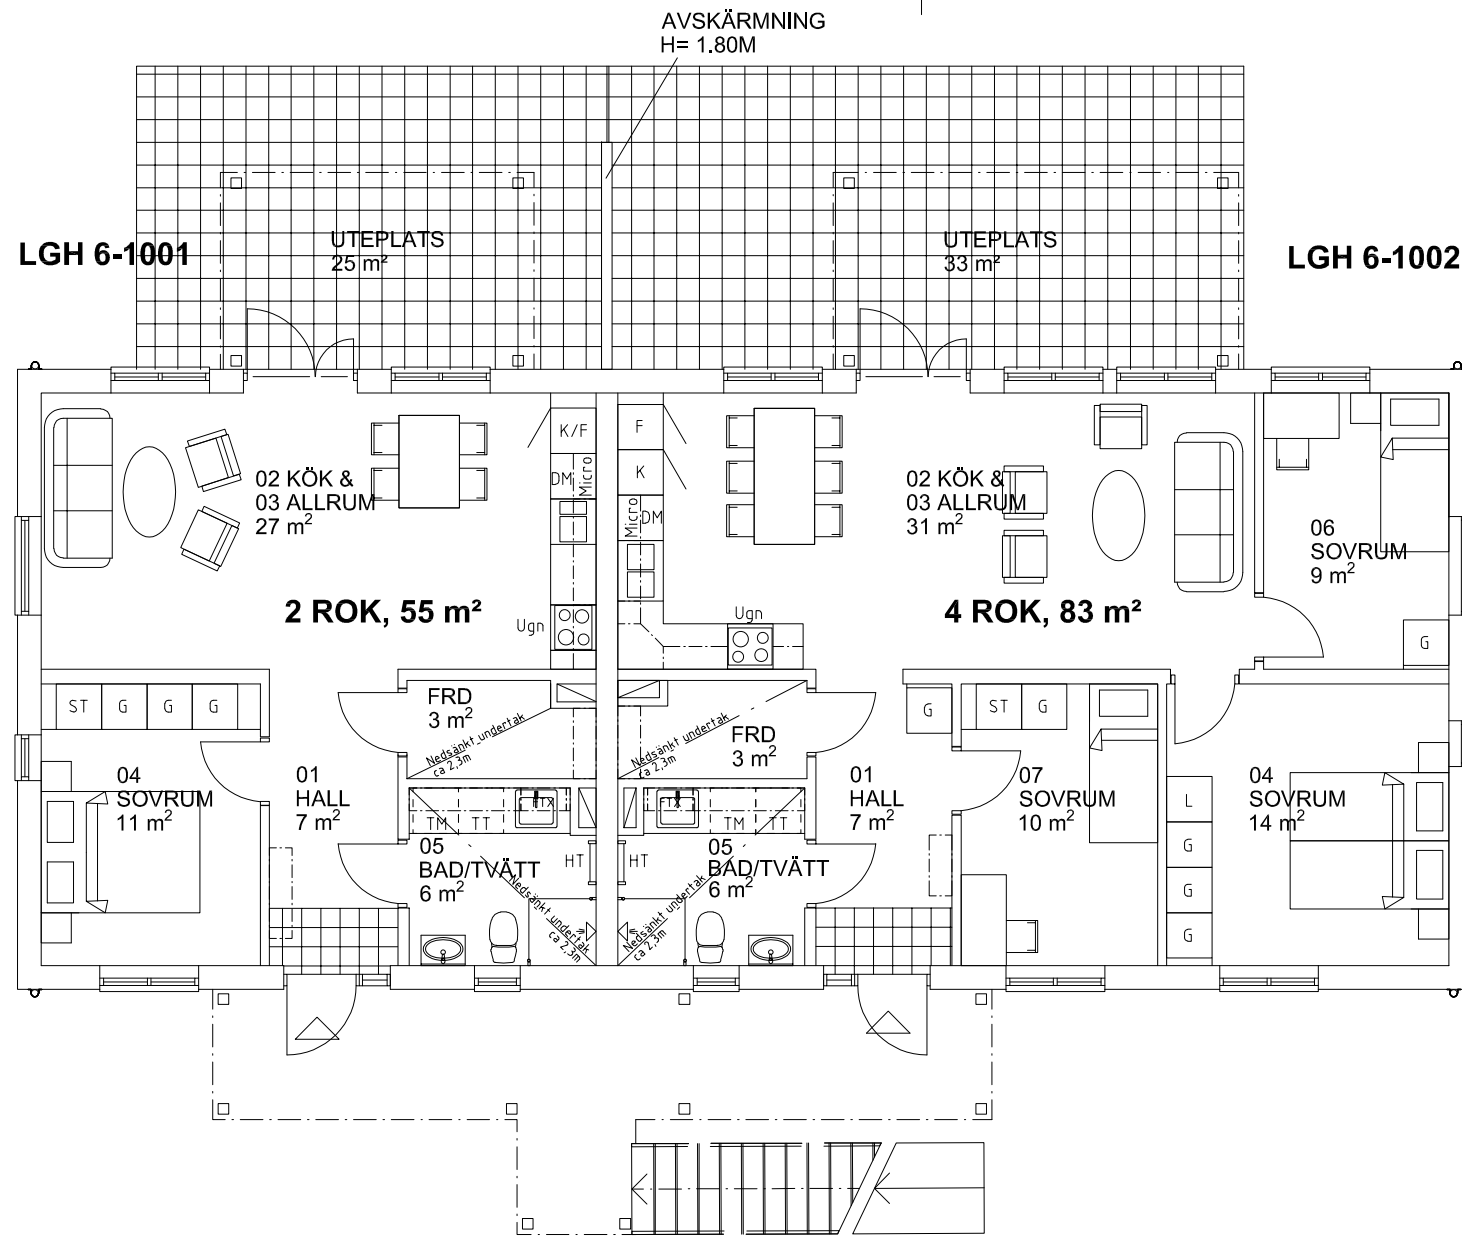 AVSKÄRMNING
H= 1.80M
LGH 6-1001
UTEPLATS
25 m²
UTEPLATS
33 m²
LGH 6-1002
02 KÖK &
03 ALLRUM
27 m²
K/F
DM
Micro
Ugn
2 ROK, 55 m²
F
K
Micro
DM
Ugn
02 KÖK &
03 ALLRUM
31 m²
4 ROK, 83 m²
06
SOVRUM
9 m²
G
ST G G G
04
SOVRUM
11 m²
01
HALL
7 m²
FRD
3 m²
Nedsänkt undertak
ca 2,3m
FRD
3 m²
Nedsänkt undertak
ca 2,3m
TM TT
FTX
HT
05
BAD/TVÄTT
6 m²
Nedsänkt undertak
ca 2,3m
FTX
TM TT
HT
05
BAD/TVÄTT
6 m²
Nedsänkt undertak
ca 2,3m
01
HALL
7 m²
G
ST G
07
SOVRUM
10 m²
L
G
G
G
04
SOVRUM
14 m²